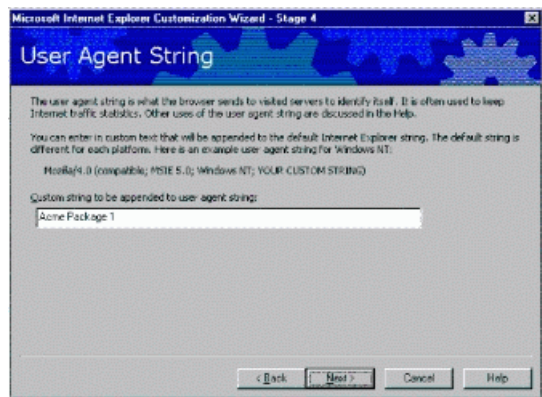 Microsoft Internet Explorer Customization Wizard - Stage 4
User Agent String
The user agent string is what the browser sends to visited servers to identify itself. It is often used to keep
Internet traffic statistics. Other uses of the user agent string are discussed in the Help.
You can enter in custom text that will be appended to the default Internet Explorer string. The default string is
different for each platform. Here is an example user agent string for Windows NT:
Mozilla/4.0 (compatible; MSIE 5.0; Windows NT; YOUR CUSTOM STRING)
Custom string to be appended to user agent string:
Acme Package 1
< Back Next > Cancel Help